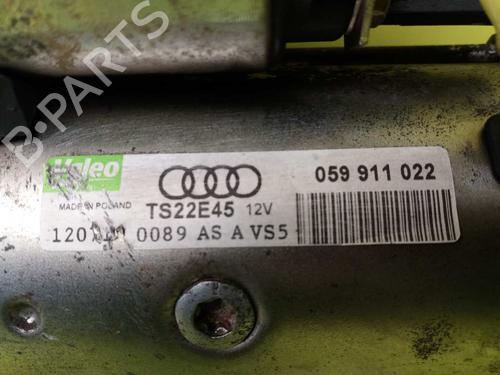 B-PARTS
Valeo
MADE IN POLAND
TS22E45 12V
059 911 022
0089 AS A VS5